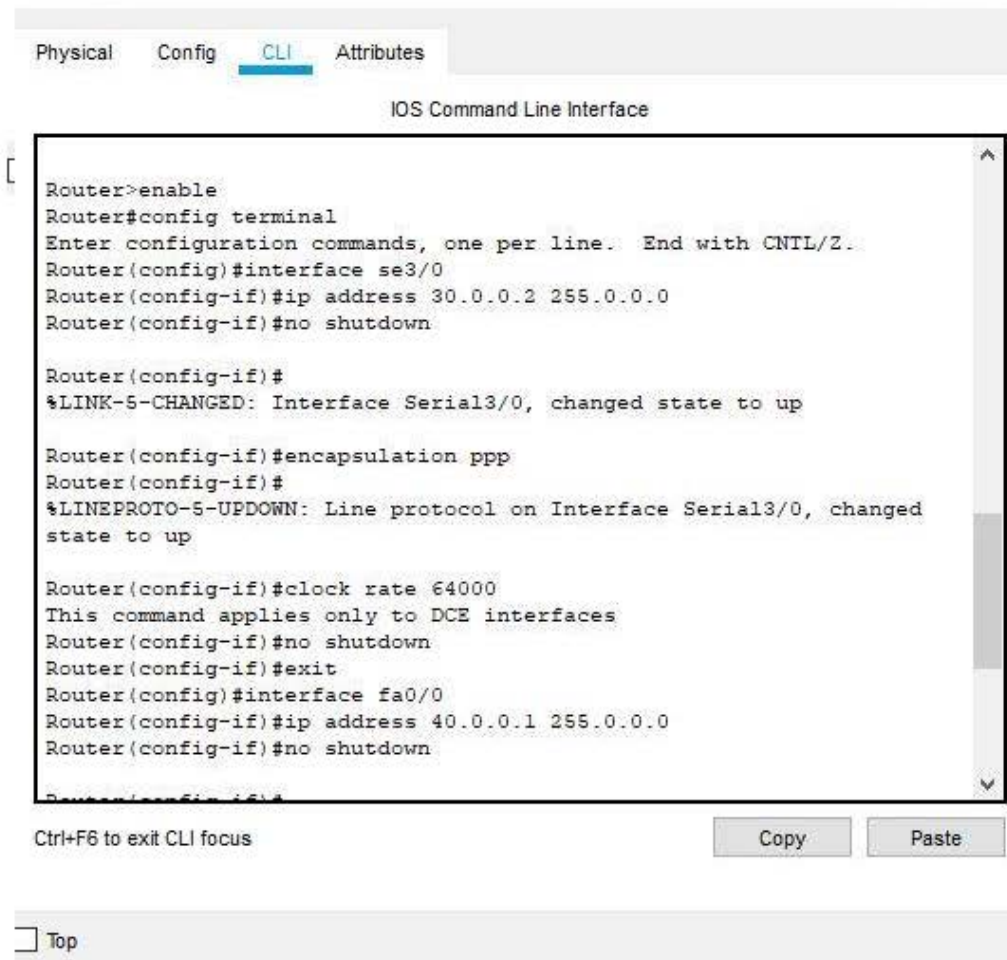 Physical Config CLI Attributes
IOS Command Line Interface
Router>enable
Router#config terminal
Enter configuration commands, one per line.  End with CNTL/Z.
Router(config)#interface se3/0
Router(config-if)#ip address 30.0.0.2 255.0.0.0
Router(config-if)#no shutdown
Router(config-if)#
%LINK-5-CHANGED: Interface Serial3/0, changed state to up
Router(config-if)#encapsulation ppp
Router(config-if)#
%LINEPROTO-5-UPDOWN: Line protocol on Interface Serial3/0, changed
state to up
Router(config-if)#clock rate 64000
This command applies only to DCE interfaces
Router(config-if)#no shutdown
Router(config-if)#exit
Router(config)#interface fa0/0
Router(config-if)#ip address 40.0.0.1 255.0.0.0
Router(config-if)#no shutdown
Ctrl+F6 to exit CLI focus Copy Paste
Top